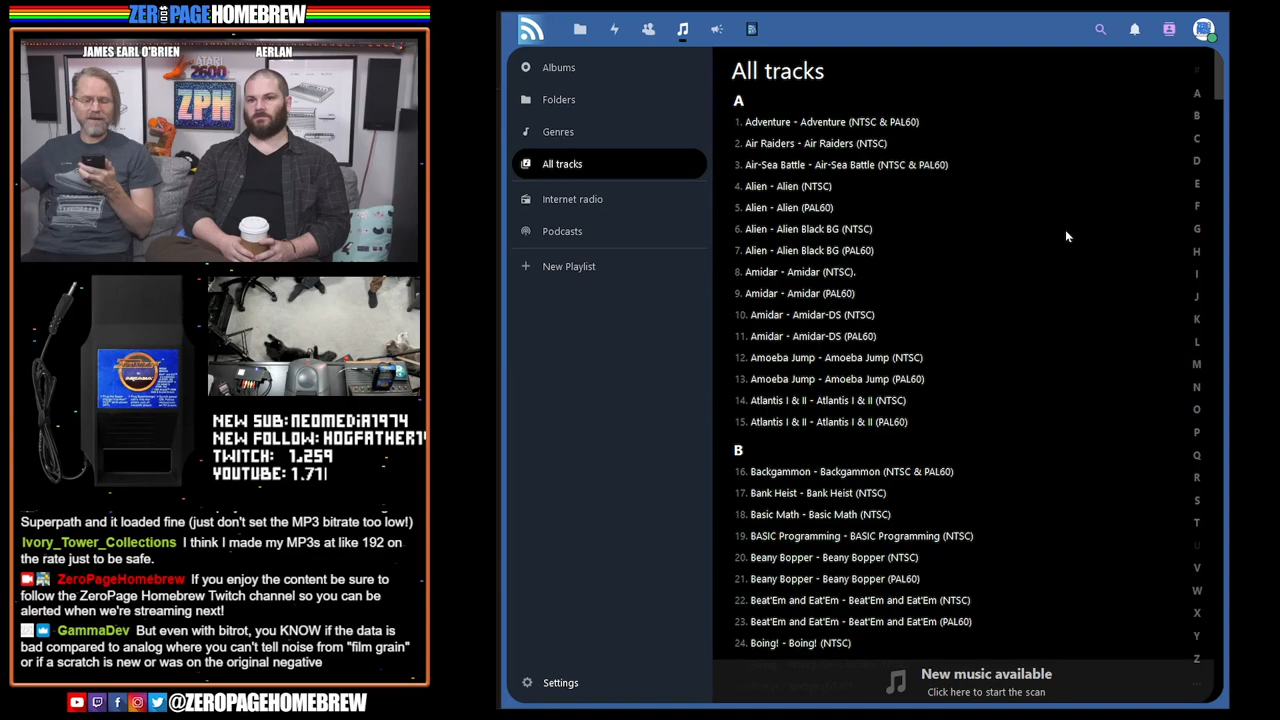 ZEROPAGE HOMEBREW
JAMES EARL O'BRIEN
AERLAN
ATARI
2600
ZPH
NEW SUB:NEOMEDIA1974
NEW FOLLOW:HOGFATHER1
TWITCH: 1,259
YOUTUBE: 1,71
Superpath and it loaded fine (just don't set the MP3 bitrate too low!)
Ivory_Tower_Collections I think I made my MP3s at like 192 on
the rate just to be safe.
ZeroPageHomebrew If you enjoy the content be sure to
follow the ZeroPage Homebrew Twitch channel so you can be
alerted when we're streaming next!
GammaDev But even with bitrot, you KNOW if the data is
bad compared to analog where you can't tell noise from "film grain"
or if a scratch is new or was on the original negative
@ZEROPAGEHOMEBREW
Albums
Folders
Genres
All tracks
Internet radio
Podcasts
New Playlist
Settings
All tracks
A
1. Adventure - Adventure (NTSC & PAL60)
2. Air Raiders - Air Raiders (NTSC)
3. Air-Sea Battle - Air-Sea Battle (NTSC & PAL60)
4. Alien - Alien (NTSC)
5. Alien - Alien (PAL60)
6. Alien - Alien Black BG (NTSC)
7. Alien - Alien Black BG (PAL60)
8. Amidar - Amidar (NTSC).
9. Amidar - Amidar (PAL60)
10. Amidar - Amidar-DS (NTSC)
11. Amidar - Amidar-DS (PAL60)
12. Amoeba Jump - Amoeba Jump (NTSC)
13. Amoeba Jump - Amoeba Jump (PAL60)
14. Atlantis I & II - Atlantis I & II (NTSC)
15. Atlantis I & II - Atlantis I & II (PAL60)
B
16. Backgammon - Backgammon (NTSC & PAL60)
17. Bank Heist - Bank Heist (NTSC)
18. Basic Math - Basic Math (NTSC)
19. BASIC Programming - BASIC Programming (NTSC)
20. Beany Bopper - Beany Bopper (NTSC)
21. Beany Bopper - Beany Bopper (PAL60)
22. Beat'Em and Eat'Em - Beat'Em and Eat'Em (NTSC)
23. Beat'Em and Eat'Em - Beat'Em and Eat'Em (PAL60)
24. Boing! - Boing! (NTSC)
New music available
Click here to start the scan
#
A
B
C
D
E
F
G
H
I
J
K
L
M
N
O
P
Q
R
S
T
U
V
W
X
Y
Z
...